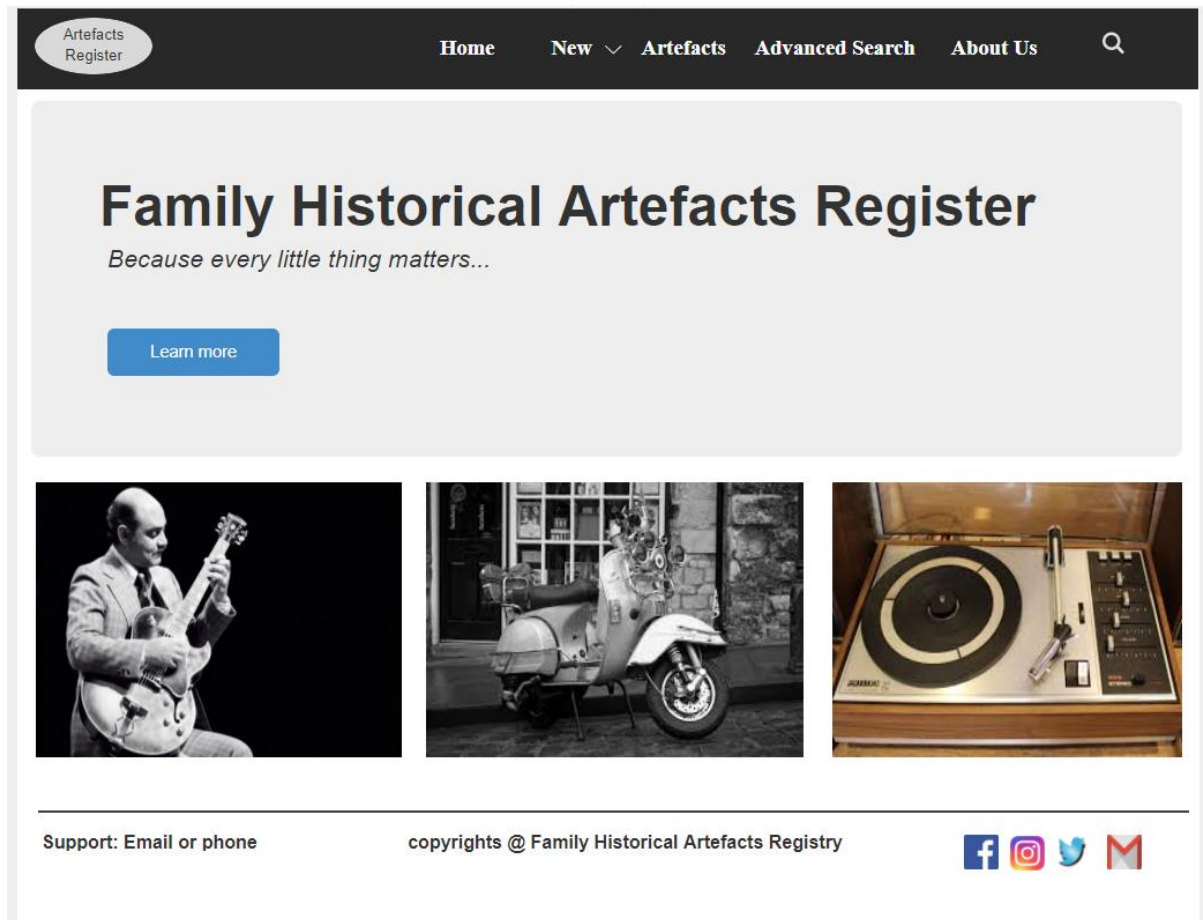 Artefacts
Register
Home New Artefacts Advanced Search About Us
Family Historical Artefacts Register
Because every little thing matters...
Learn more
STEREO
Support: Email or phone
copyrights @ Family Historical Artefacts Registry